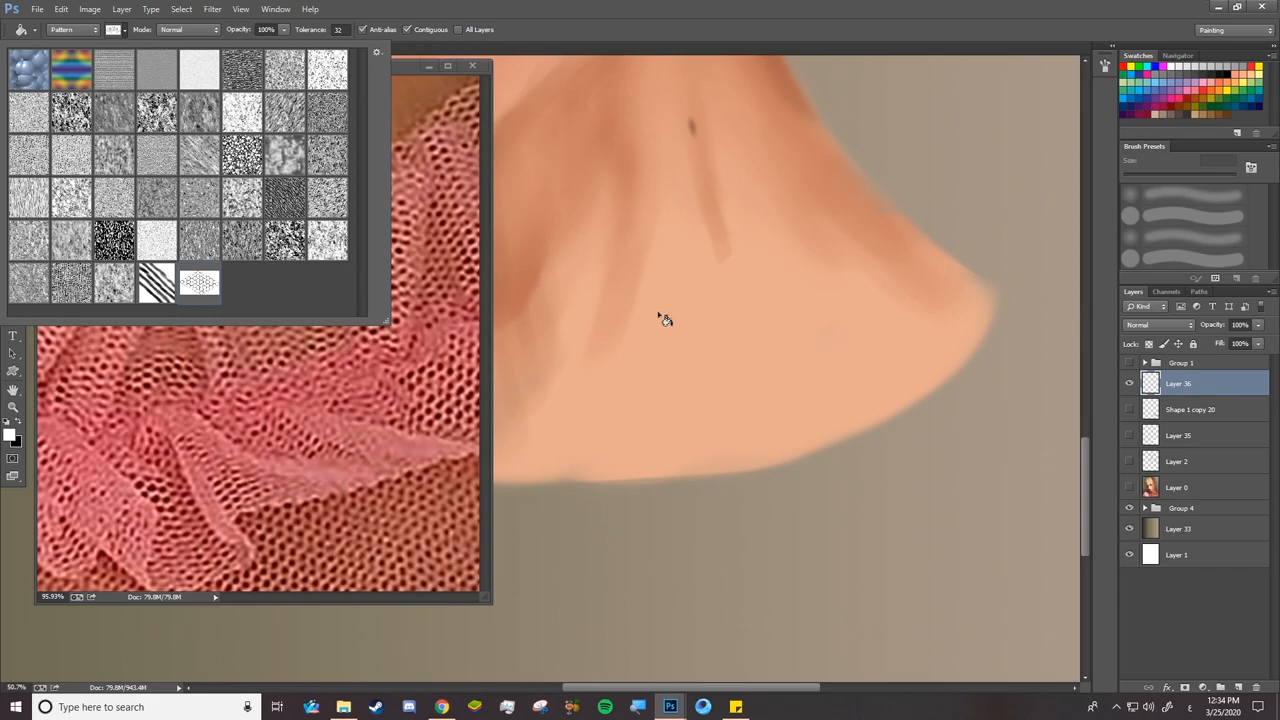 Ps File Edit Image Layer Type Select Filter View Window Help
Pattern Mode: Normal Opacity: 100% Tolerance: 32 Anti-alias Contiguous All Layers Painting
Swatches Navigator
Brush Presets
Size:
Layers Channels Paths
Kind
Normal Opacity: 100%
Lock: Fill: 100%
Group 1
Layer 36
Shape 1 copy 20
Layer 35
Layer 2
Layer 0
Group 4
Layer 33
Layer 1
95.93% Doc: 79.8M/79.8M
50.7% Doc: 79.8M/943.4M
Type here to search
12:34 PM
3/25/2020